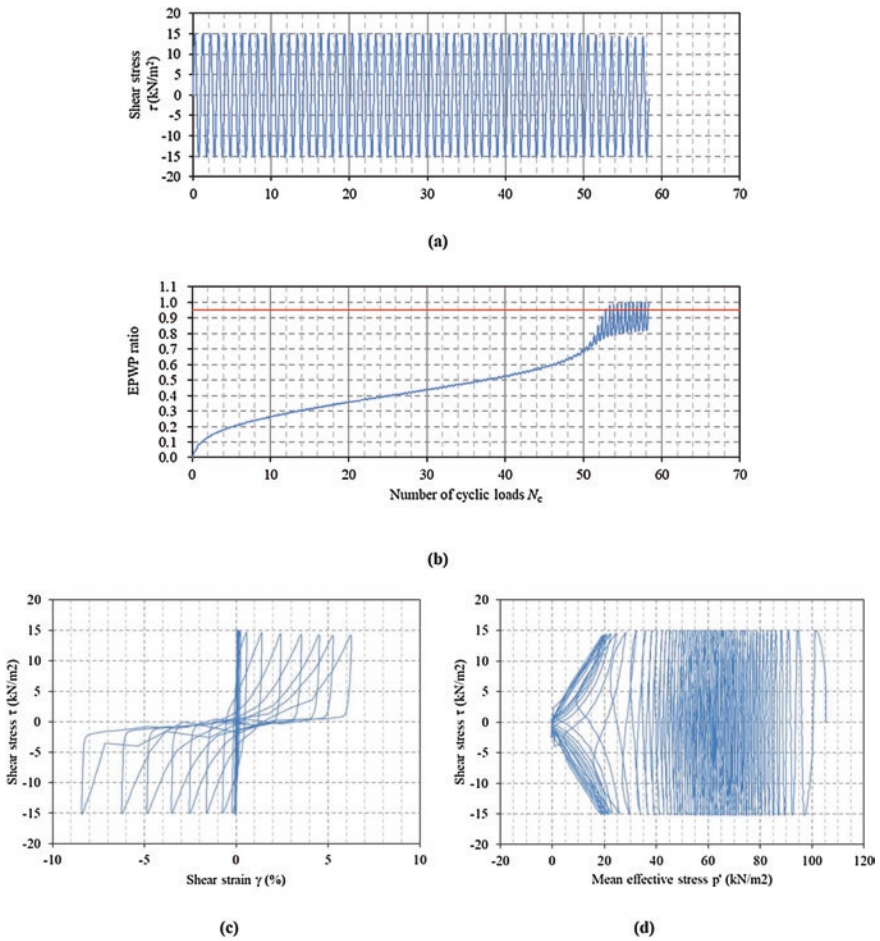 Shear stress
τ (kN/m²)
20
15
10
5
0
-5
-10
-15
-20
0 10 20 30 40 50 60 70
(a)
EPWP ratio
1.1
1.0
0.9
0.8
0.7
0.6
0.5
0.4
0.3
0.2
0.1
0.0
0 10 20 30 40 50 60 70
Number of cyclic loads Nc
(b)
Shear stress τ (kN/m2)
20
15
10
5
0
-5
-10
-15
-20
-10 -5 0 5 10
Shear strain γ (%)
(c)
Shear stress τ (kN/m2)
20
15
10
5
0
-5
-10
-15
-20
-20 0 20 40 60 80 100 120
Mean effective stress p' (kN/m2)
(d)